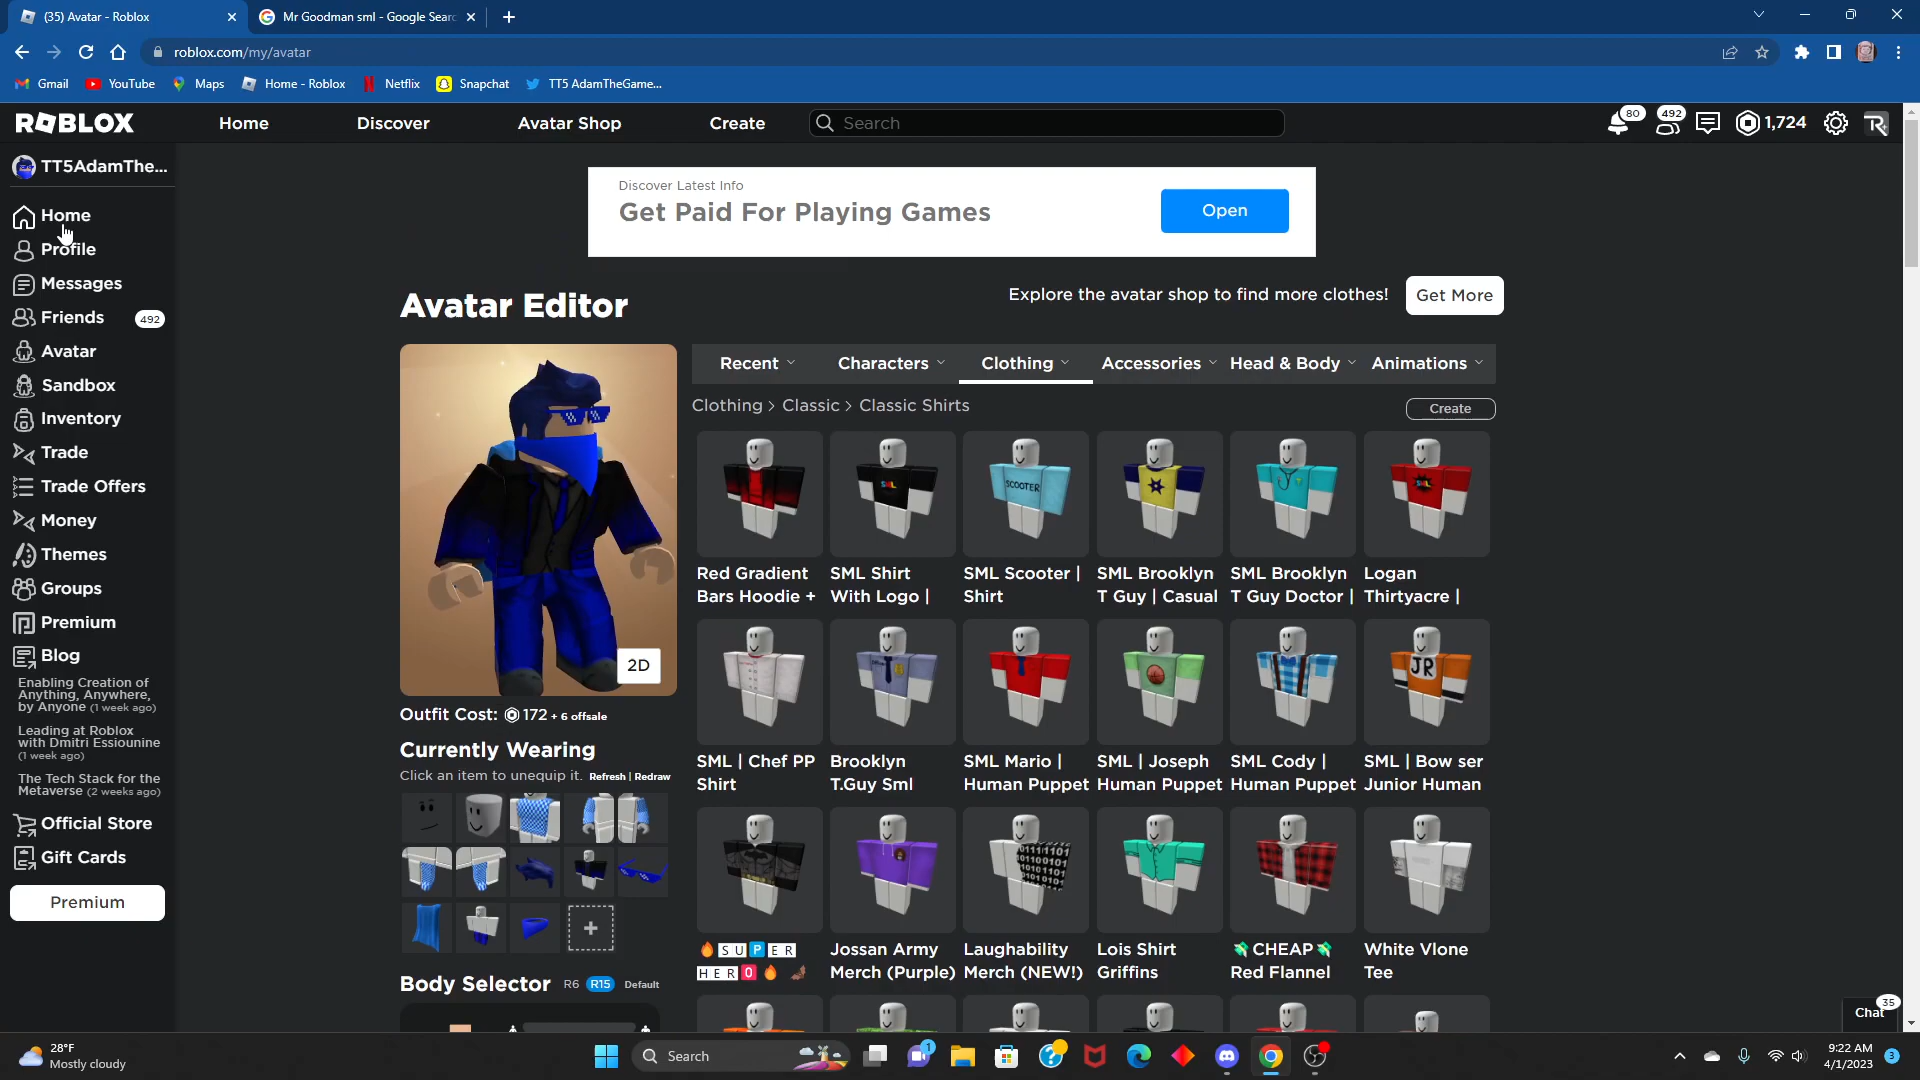 (35) Avatar - Roblox
Mr Goodman sml - Google Searc
roblox.com/my/avatar
Gmail
YouTube
Maps
Home - Roblox
Netflix
Snapchat
TT5 AdamTheGame...
ROBLOX
Home
Discover
Avatar Shop
Create
Search
80
492
1,724
TT5AdamThe...
Home
Profile
Messages
Friends
492
Avatar
Sandbox
Inventory
Trade
Trade Offers
Money
Themes
Groups
Premium
Blog
Enabling Creation of
Anything, Anywhere,
by Anyone (1 week ago)
Leading at Roblox
with Dmitri Essiounine
(1 week ago)
The Tech Stack for the
Metaverse (2 weeks ago)
Official Store
Gift Cards
Premium
Discover Latest Info
Get Paid For Playing Games
Open
Avatar Editor
Explore the avatar shop to find more clothes!
Get More
2D
Outfit Cost: 172 + 6 offsale
Currently Wearing
Click an item to unequip it. Refresh | Redraw
Body Selector R6 R15 Default
Recent
Characters
Clothing
Accessories
Head & Body
Animations
Clothing > Classic > Classic Shirts
Create
SML
SCOOTER
Red Gradient
Bars Hoodie +
SML Shirt
With Logo |
SML Scooter |
Shirt
SML Brooklyn
T Guy | Casual
SML Brooklyn
T Guy Doctor |
Logan
Thirtyacre |
JR
SML | Chef PP
Shirt
Brooklyn
T.Guy Sml
SML Mario |
Human Puppet
SML | Joseph
Human Puppet
SML Cody |
Human Puppet
SML | Bow ser
Junior Human
🔥 S U P E R
H E R O 🔥
Jossan Army
Merch (Purple)
Laughability
Merch (NEW!)
Lois Shirt
Griffins
💸CHEAP💸
Red Flannel
White Vlone
Tee
Chat
35
28°F
Mostly cloudy
Search
1
9:22 AM
4/1/2023
3